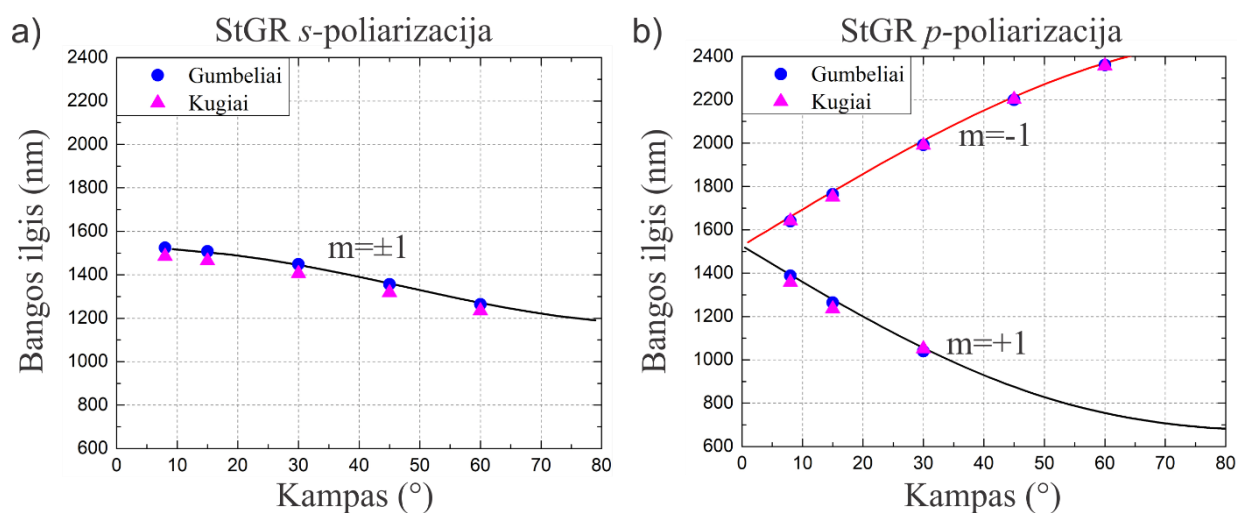 a)
StGR s-poliarizacija
2400
2200
2000
1800
1600
1400
1200
1000
800
600
Bangos ilgis (nm)
Gumbeliai
Kugiai
m=±1
0 10 20 30 40 50 60 70 80
Kampas (°)
b)
StGR p-poliarizacija
2400
2200
2000
1800
1600
1400
1200
1000
800
600
Bangos ilgis (nm)
Gumbeliai
Kugiai
m=-1
m=+1
0 10 20 30 40 50 60 70 80
Kampas (°)